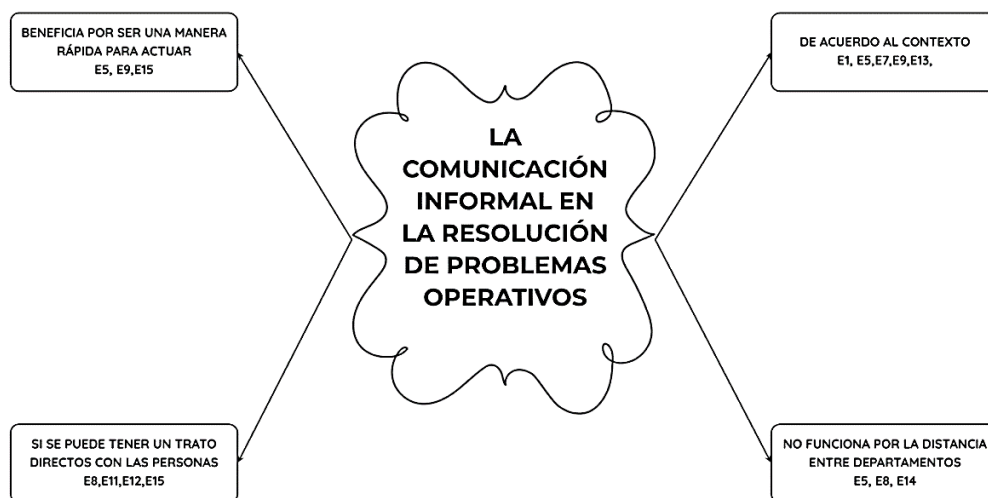 BENEFICIA POR SER UNA MANERA
RÁPIDA PARA ACTUAR
E5, E9,E15
DE ACUERDO AL CONTEXTO
E1, E5,E7,E9,E13,
LA
COMUNICACIÓN
INFORMAL EN
LA RESOLUCIÓN
DE PROBLEMAS
OPERATIVOS
SI SE PUEDE TENER UN TRATO
DIRECTOS CON LAS PERSONAS
E8,E11,E12,E15
NO FUNCIONA POR LA DISTANCIA
ENTRE DEPARTAMENTOS
E5, E8, E14